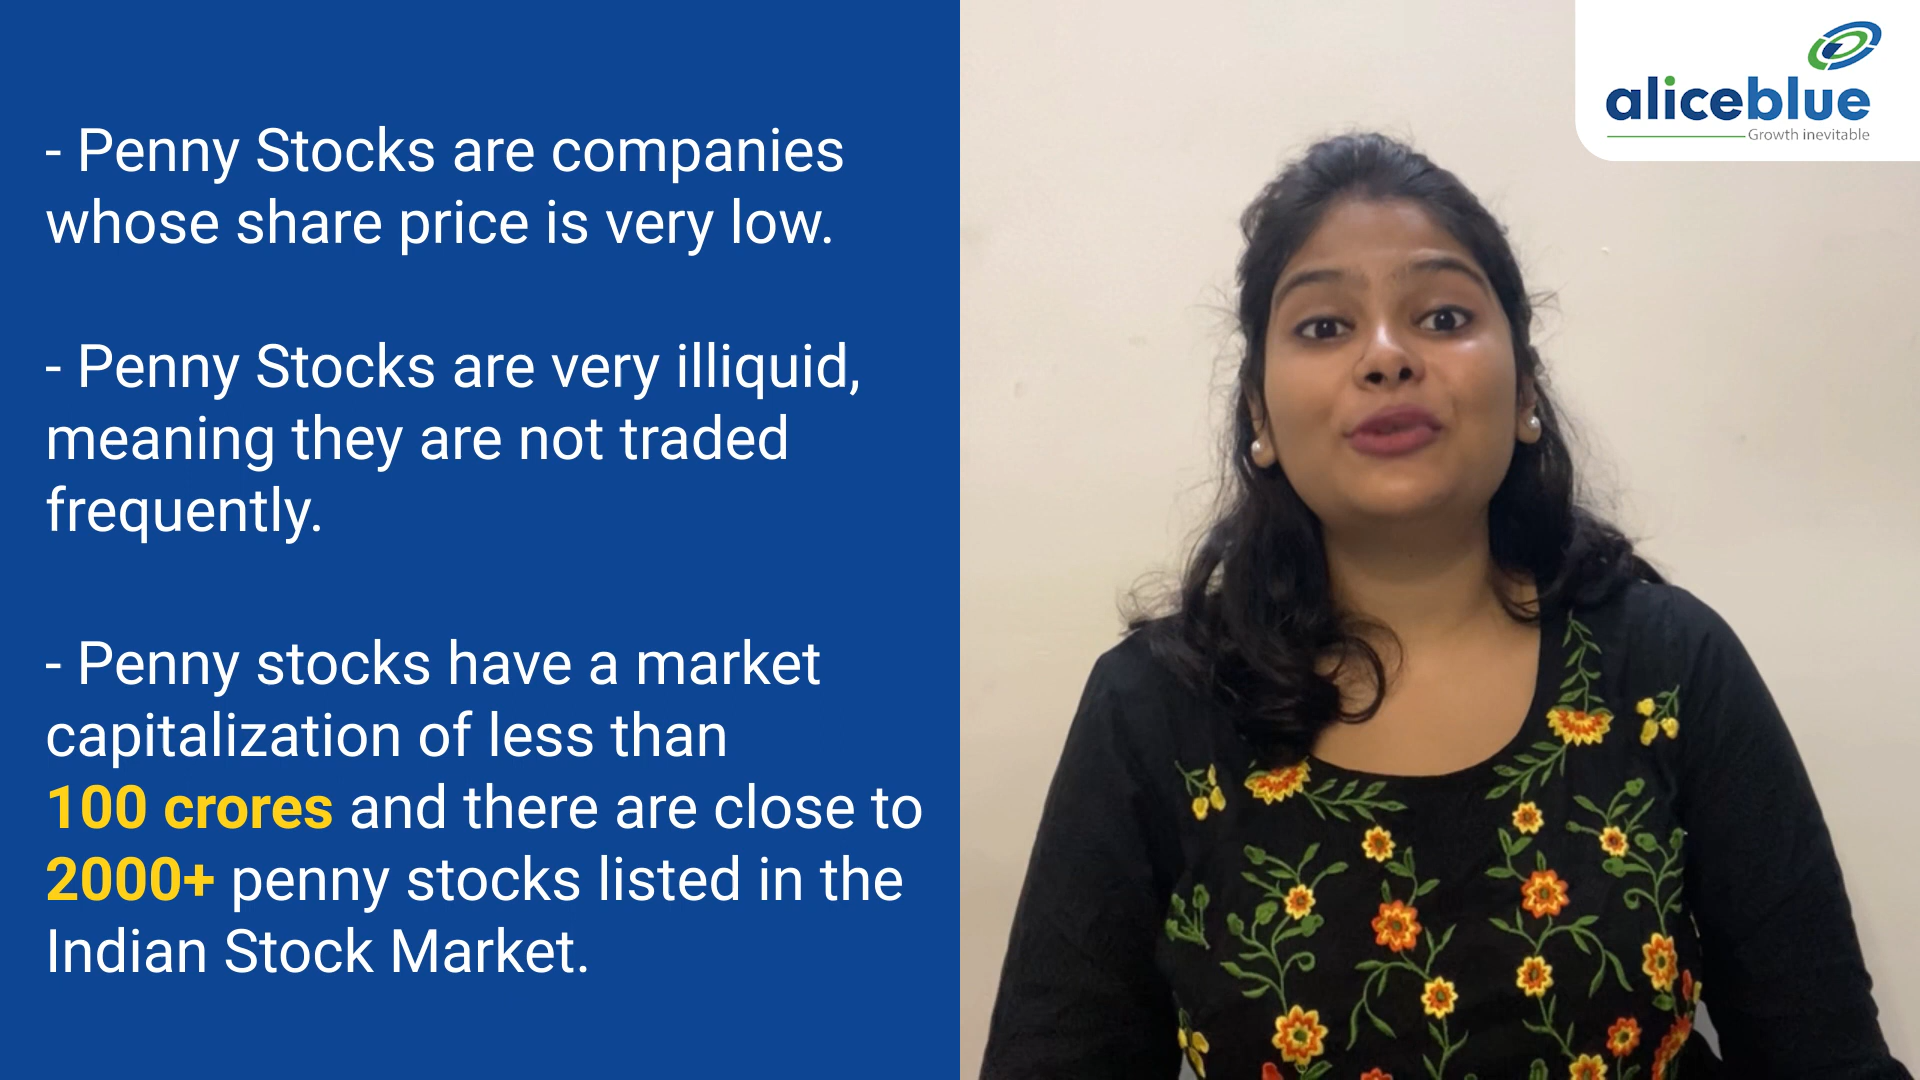 - Penny Stocks are companies
whose share price is very low.
- Penny Stocks are very illiquid,
meaning they are not traded
frequently.
- Penny stocks have a market
capitalization of less than
100 crores and there are close to
2000+ penny stocks listed in the
Indian Stock Market.
aliceblue
Growth inevitable